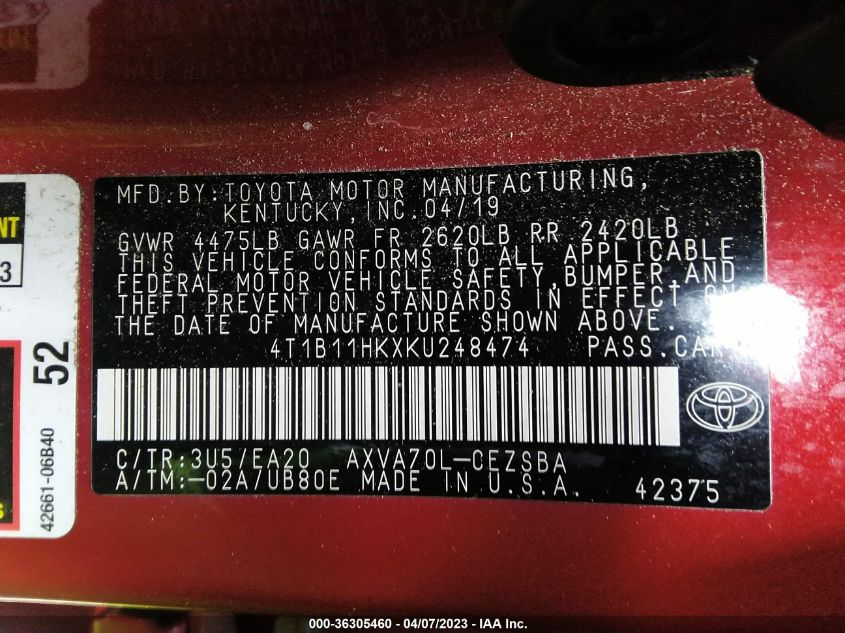 MFD. BY: TOYOTA MOTOR MANUFACTURING,
KENTUCKY, INC. 04/19
GVWR 4475LB GAWR FR 2620LB RR 2420LB
THIS VEHICLE CONFORMS TO ALL APPLICABLE
FEDERAL MOTOR VEHICLE SAFETY, BUMPER, AND
THEFT PREVENTION STANDARDS IN EFFECT ON
THE DATE OF MANUFACTURE SHOWN ABOVE.
4T1B11HKXKU248474 PASS. CAR
C/TR: 3U5/EA20 AXVA70L-CEZSBA
A/TM: -02A/UB80E MADE IN U.S.A. 42375
NT
3
52
42661-06B40
S
000-36305460 - 04/07/2023 - IAA Inc.